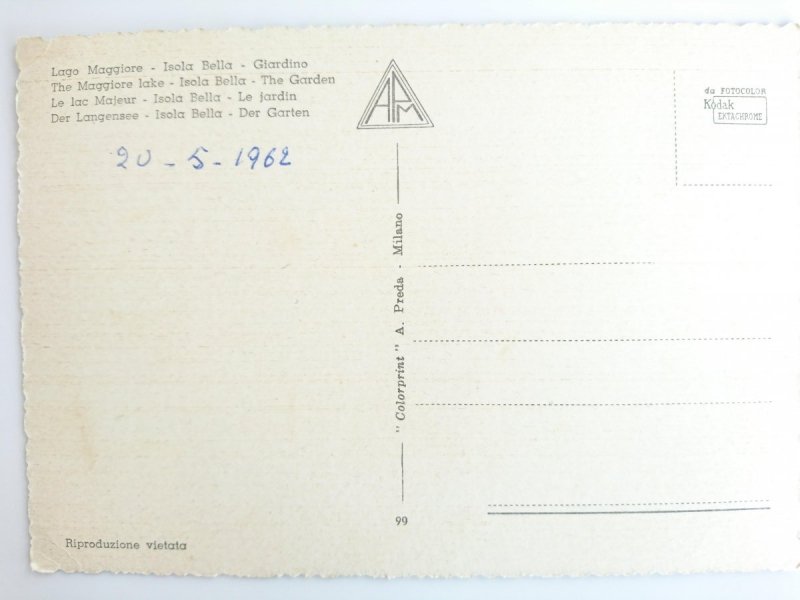 Lago Maggiore - Isola Bella - Giardino
The Maggiore lake - Isola Bella - The Garden
Le lac Majeur - Isola Bella - Le jardin
Der Langensee - Isola Bella - Der Garten
20 - 5 - 1962
APM
da FOTOCOLOR
Kodak
EKTACHROME
"Colorprint" A. Preda - Milano
99
Riproduzione vietata